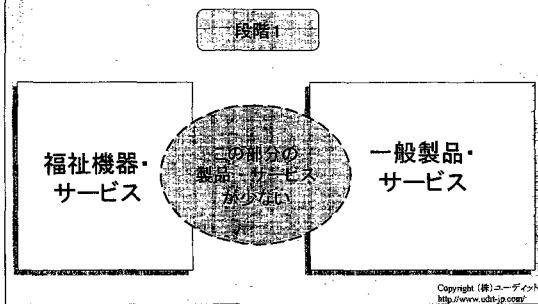 段階1
福祉機器・
サービス
この部分の
製品・サービス
が少ない
一般製品・
サービス
Copyright (株)ユーディット
http://www.udit-jp.com/